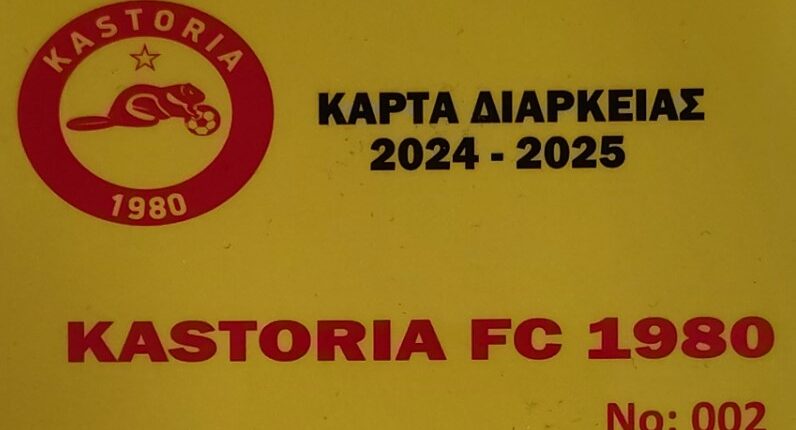 KASTORIA
1980
ΚΑΡΤΑ ΔΙΑΡΚΕΙΑΣ
2024 - 2025
KASTORIA FC 1980
No: 002